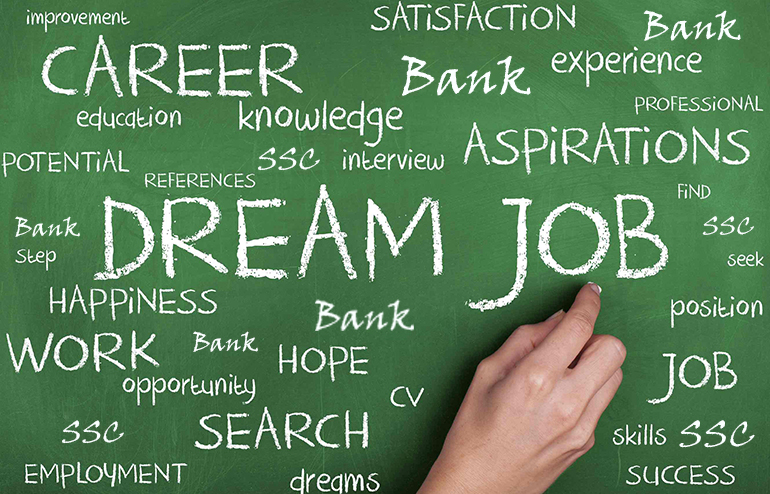 improvement
SATiSFACTiON
Bank
CAREER
Bank
experience
education
knowledge
PROFESSiONAL
POTENTiAL
SSC
interview
ASPiRATIONS
REFERENCES
FiND
DREAM JOB
Bank
SSC
Step
seek
HAPPiNESS
Bank
position
WORK
Bank
HOPE
JOB
opportunity
CV
SSC
SEARCH
skills
SSC
EMPLOyMENT
dreams
SUCCESS